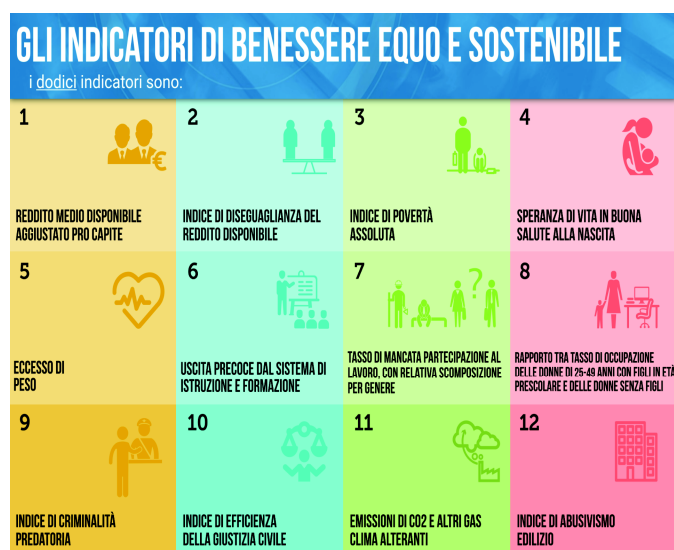 GLI INDICATORI DI BENESSERE EQUO E SOSTENIBILE
i dodici indicatori sono:
1
REDDITO MEDIO DISPONIBILE
AGGIUSTATO PRO CAPITE
2
INDICE DI DISEGUAGLIANZA DEL
REDDITO DISPONIBILE
3
INDICE DI POVERTÀ
ASSOLUTA
4
SPERANZA DI VITA IN BUONA
SALUTE ALLA NASCITA
5
ECCESSO DI
PESO
6
USCITA PRECOCE DAL SISTEMA DI
ISTRUZIONE E FORMAZIONE
7
?
TASSO DI MANCATA PARTECIPAZIONE AL
LAVORO, CON RELATIVA SCOMPOSIZIONE
PER GENERE
8
RAPPORTO TRA TASSO DI OCCUPAZIONE
DELLE DONNE DI 25-49 ANNI CON FIGLI IN ETÀ
PRESCOLARE E DELLE DONNE SENZA FIGLI
9
INDICE DI CRIMINALITÀ
PREDATORIA
10
INDICE DI EFFICIENZA
DELLA GIUSTIZIA CIVILE
11
EMISSIONI DI CO2 E ALTRI GAS
CLIMA ALTERANTI
12
INDICE DI ABUSIVISMO
EDILIZIO